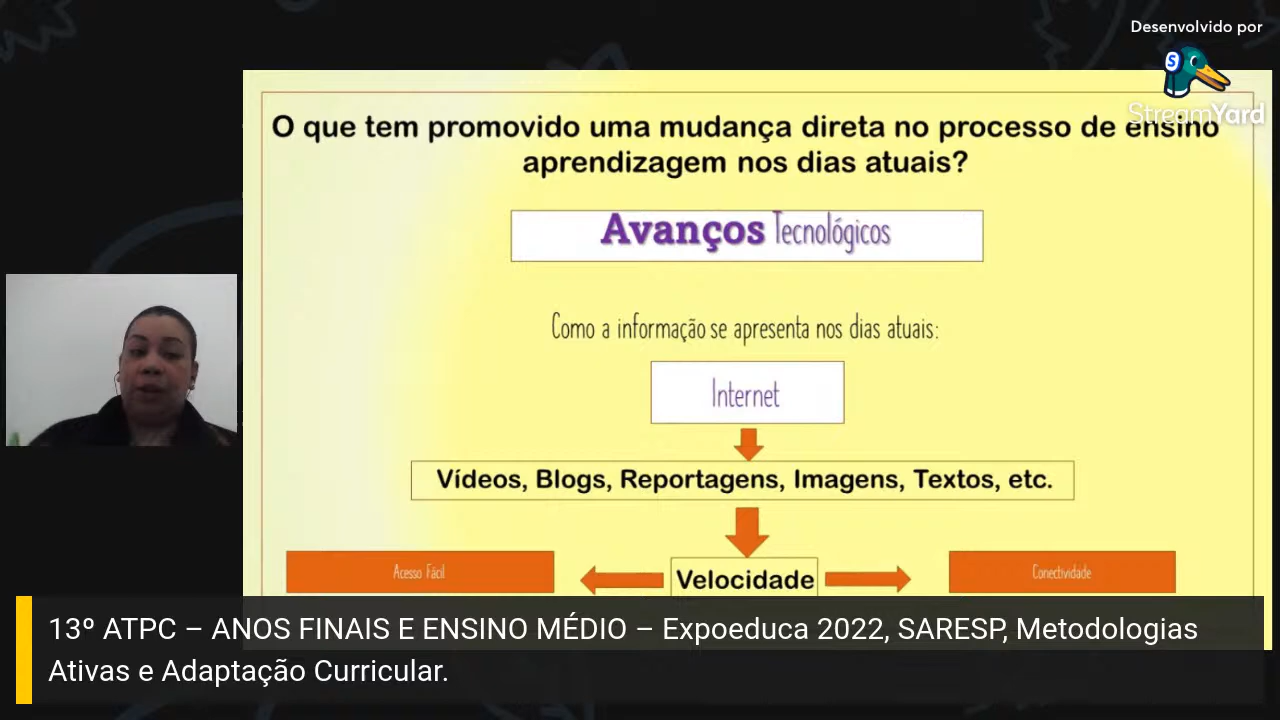 Desenvolvido por
StreamYard
O que tem promovido uma mudança direta no processo de ensino
aprendizagem nos dias atuais?
Avanços Tecnológicos
Como a informação se apresenta nos dias atuais:
Internet
Vídeos, Blogs, Reportagens, Imagens, Textos, etc.
Acesso Fácil
Velocidade
Conectividade
13º ATPC – ANOS FINAIS E ENSINO MÉDIO – Expoeduca 2022, SARESP, Metodologias
Ativas e Adaptação Curricular.